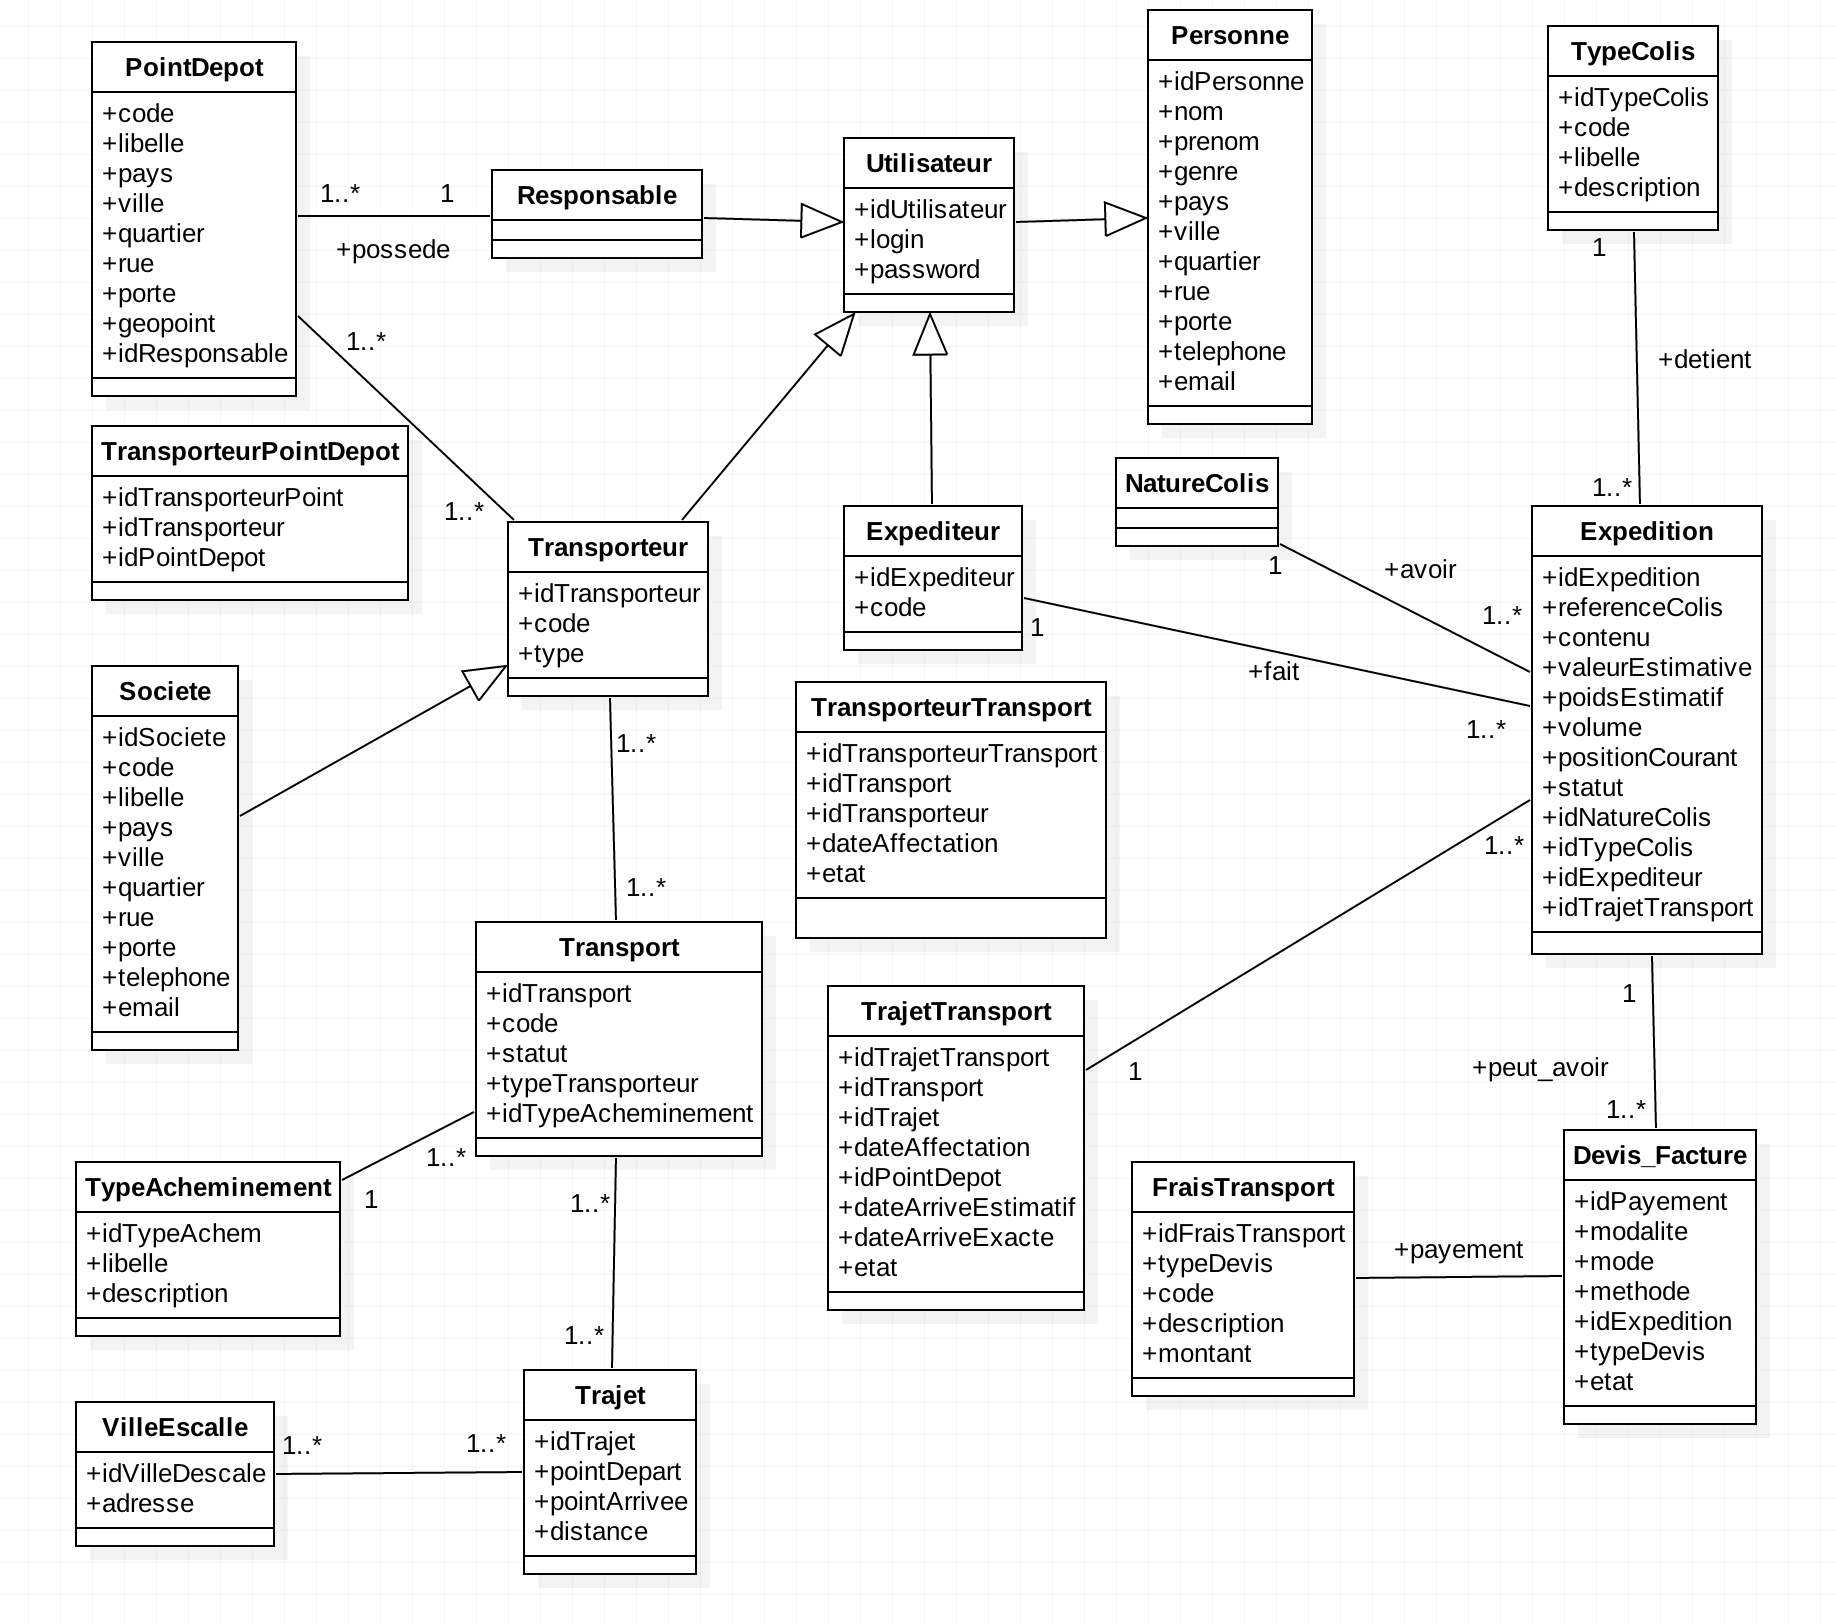 PointDepot
+code
+libelle
+pays
+ville
+quartier
+rue
+porte
+geopoint
+idResponsable
1..*
1
+possede
Responsable
Utilisateur
+idUtilisateur
+login
+password
Personne
+idPersonne
+nom
+prenom
+genre
+pays
+ville
+quartier
+rue
+porte
+telephone
+email
TypeColis
+idTypeColis
+code
+libelle
+description
1
+detient
1..*
1..*
1..*
TransporteurPointDepot
+idTransporteurPoint
+idTransporteur
+idPointDepot
Transporteur
+idTransporteur
+code
+type
Expediteur
+idExpediteur
+code
1
+fait
1..*
NatureColis
1
+avoir
1..*
Expedition
+idExpedition
+referenceColis
+contenu
+valeurEstimative
+poidsEstimatif
+volume
+positionCourant
+statut
+idNatureColis
+idTypeColis
+idExpediteur
+idTrajetTransport
Societe
+idSociete
+code
+libelle
+pays
+ville
+quartier
+rue
+porte
+telephone
+email
1..*
1..*
TransporteurTransport
+idTransporteurTransport
+idTransport
+idTransporteur
+dateAffectation
+etat
1..*
1
Transport
+idTransport
+code
+statut
+typeTransporteur
+idTypeAcheminement
TrajetTransport
+idTrajetTransport
+idTransport
+idTrajet
+dateAffectation
+idPointDepot
+dateArriveEstimatif
+dateArriveExacte
+etat
1
+peut_avoir
1..*
1..*
1
TypeAcheminement
+idTypeAchem
+libelle
+description
1..*
1..*
FraisTransport
+idFraisTransport
+typeDevis
+code
+description
+montant
+payement
Devis_Facture
+idPayement
+modalite
+mode
+methode
+idExpedition
+typeDevis
+etat
VilleEscalle
+idVilleDescale
+adresse
1..*
1..*
Trajet
+idTrajet
+pointDepart
+pointArrivee
+distance